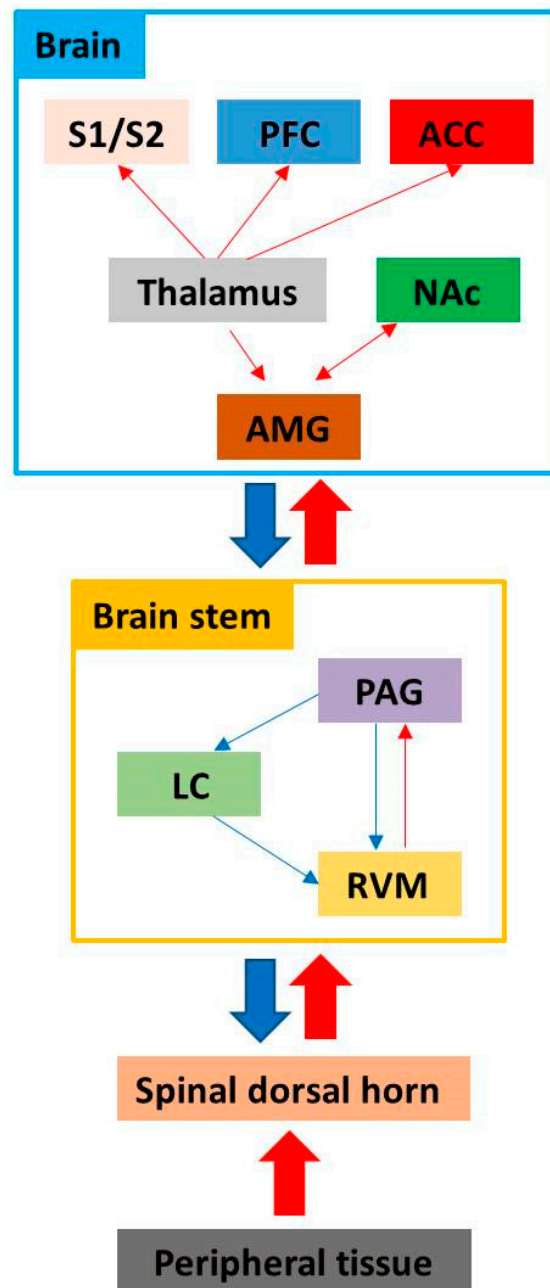 Brain
S1/S2 PFC ACC
Thalamus NAc
AMG
Brain stem
PAG
LC
RVM
Spinal dorsal horn
Peripheral tissue